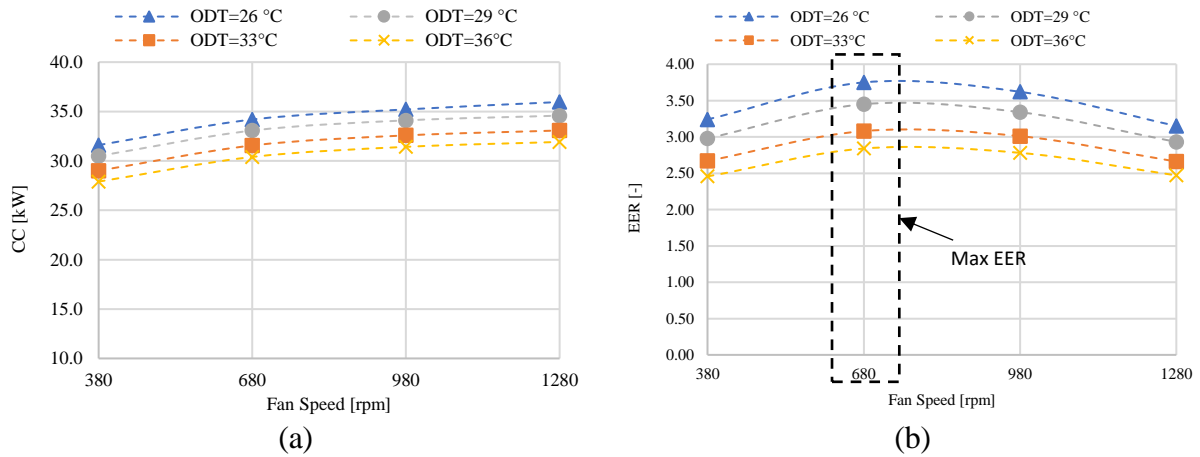 ODT=26 °C
ODT=29 °C
ODT=33°C
ODT=36°C
40.0
35.0
30.0
25.0
20.0
15.0
10.0
CC [kW]
380
680
980
1280
Fan Speed [rpm]
(a)
ODT=26 °C
ODT=29 °C
ODT=33°C
ODT=36°C
4.00
3.50
3.00
2.50
2.00
1.50
1.00
0.50
0.00
EER [-]
Max EER
380
680
980
1280
Fan Speed [rpm]
(b)